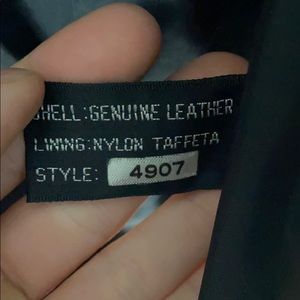 SHELL:GENUINE LEATHER
LINING:NYLON TAFFETA
STYLE: 4907